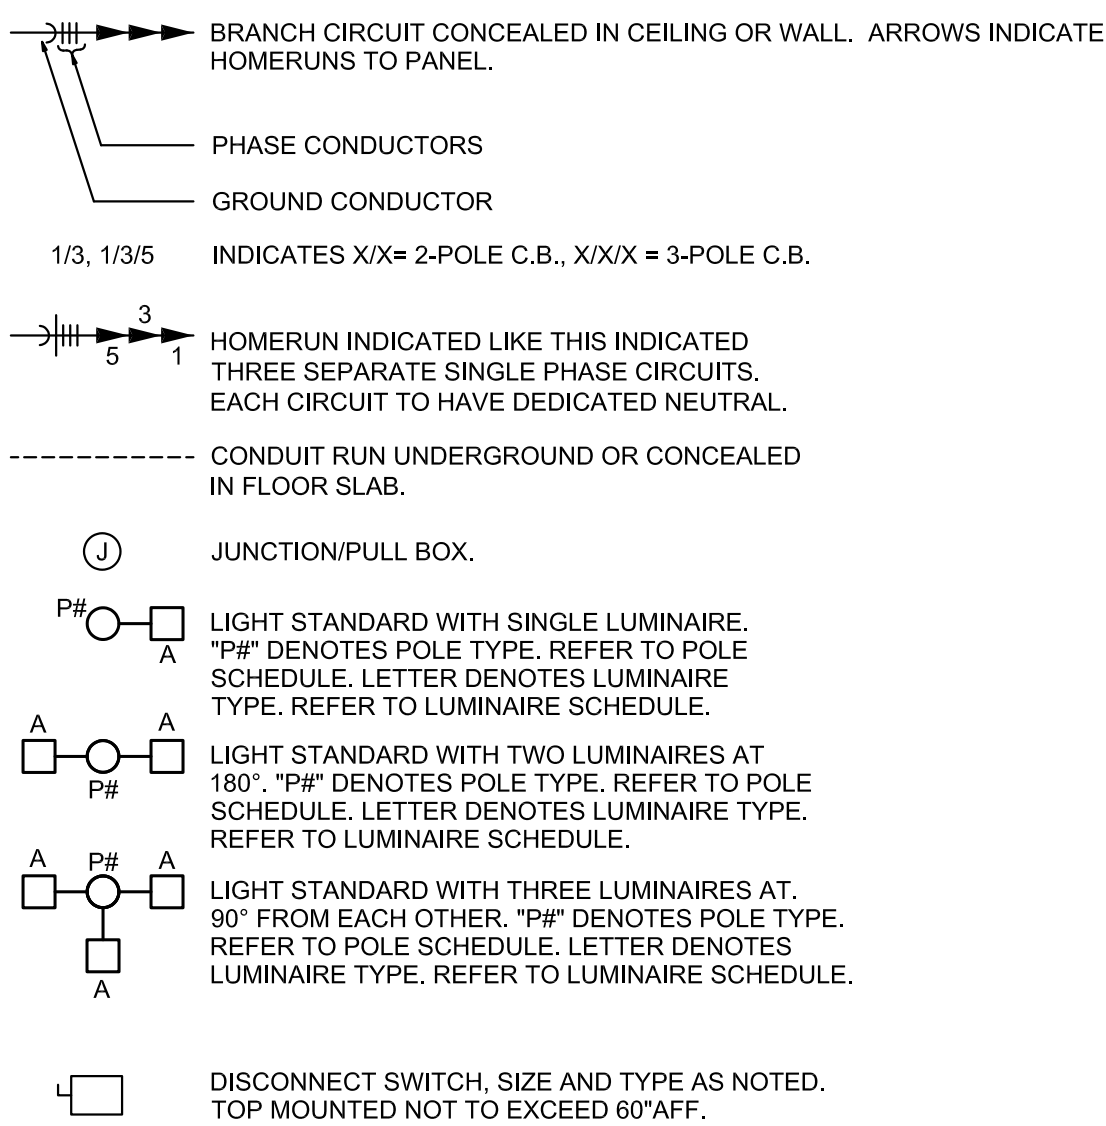 BRANCH CIRCUIT CONCEALED IN CEILING OR WALL. ARROWS INDICATE
HOMERUNS TO PANEL.
PHASE CONDUCTORS
GROUND CONDUCTOR
1/3, 1/3/5 INDICATES X/X= 2-POLE C.B., X/X/X = 3-POLE C.B.
3
5 1
HOMERUN INDICATED LIKE THIS INDICATED
THREE SEPARATE SINGLE PHASE CIRCUITS.
EACH CIRCUIT TO HAVE DEDICATED NEUTRAL.
CONDUIT RUN UNDERGROUND OR CONCEALED
IN FLOOR SLAB.
J JUNCTION/PULL BOX.
P#
A
LIGHT STANDARD WITH SINGLE LUMINAIRE.
"P#" DENOTES POLE TYPE. REFER TO POLE
SCHEDULE. LETTER DENOTES LUMINAIRE
TYPE. REFER TO LUMINAIRE SCHEDULE.
A A
P#
LIGHT STANDARD WITH TWO LUMINAIRES AT
180°. "P#" DENOTES POLE TYPE. REFER TO POLE
SCHEDULE. LETTER DENOTES LUMINAIRE TYPE.
REFER TO LUMINAIRE SCHEDULE.
A P# A
A
LIGHT STANDARD WITH THREE LUMINAIRES AT.
90° FROM EACH OTHER. "P#" DENOTES POLE TYPE.
REFER TO POLE SCHEDULE. LETTER DENOTES
LUMINAIRE TYPE. REFER TO LUMINAIRE SCHEDULE.
DISCONNECT SWITCH, SIZE AND TYPE AS NOTED.
TOP MOUNTED NOT TO EXCEED 60"AFF.